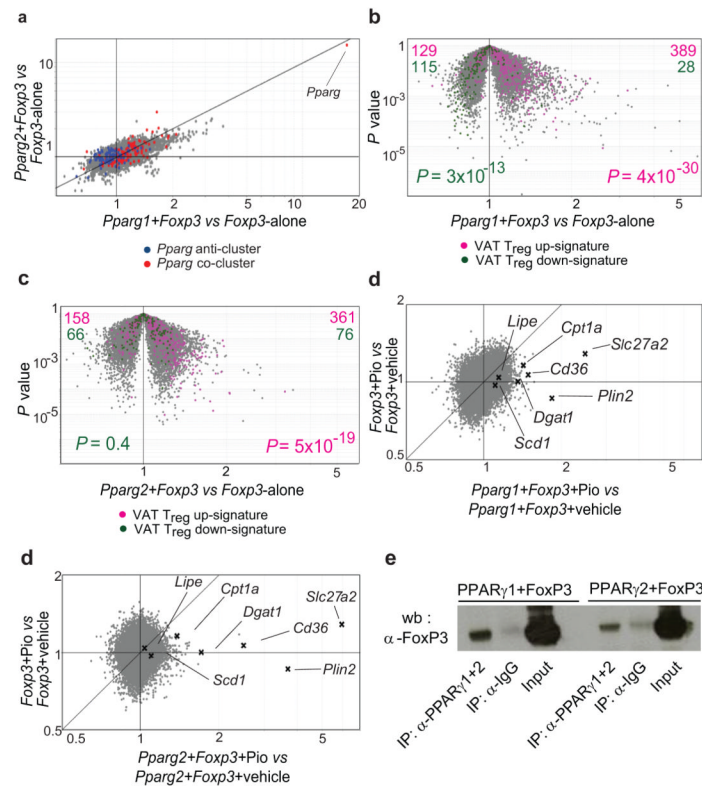 a
Pparg2+Foxp3 vs
Foxp3-alone
10
1
Pparg
1 2 10 20
Pparg1+Foxp3 vs Foxp3-alone
Pparg anti-cluster
Pparg co-cluster
b
P value
1
10-3
10-5
129
115
389
28
P = 3x10-13
P = 4x10-30
1 2 5
Pparg1+Foxp3 vs Foxp3-alone
VAT Treg up-signature
VAT Treg down-signature
c
P value
1
10-3
10-5
158
66
361
76
P = 0.4
P = 5x10-19
1 2 5
Pparg2+Foxp3 vs Foxp3-alone
VAT Treg up-signature
VAT Treg down-signature
d
Foxp3+Pio vs
Foxp3+vehicle
2
1
0.5
Lipe
Cpt1a
Slc27a2
Cd36
Plin2
Dgat1
Scd1
0.5 1 2 5
Pparg1+Foxp3+Pio vs
Pparg1+Foxp3+vehicle
d
Foxp3+Pio vs
Foxp3+vehicle
2
1
0.5
Lipe
Cpt1a
Slc27a2
Dgat1
Cd36
Scd1
Plin2
0.5 1 2 5
Pparg2+Foxp3+Pio vs
Pparg2+Foxp3+vehicle
e
PPARγ1+FoxP3 PPARγ2+FoxP3
wb :
α-FoxP3
IP: α-PPARγ1+2
IP: α-IgG
Input
IP: α-PPARγ1+2
IP: α-IgG
Input